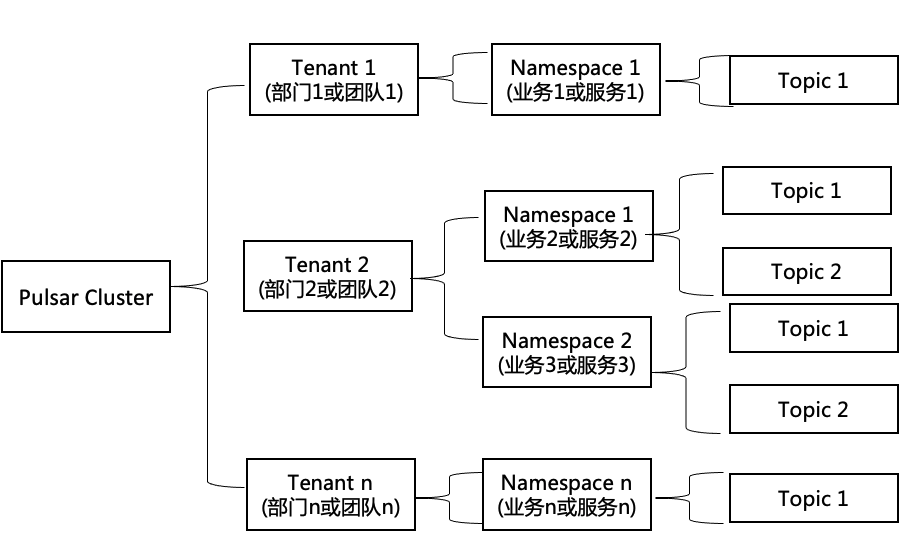 Pulsar Cluster
Tenant 1
(部门1或团队1)
Namespace 1
(业务1或服务1)
Topic 1
Tenant 2
(部门2或团队2)
Namespace 1
(业务2或服务2)
Topic 1
Topic 2
Namespace 2
(业务3或服务3)
Topic 1
Topic 2
Tenant n
(部门n或团队n)
Namespace n
(业务n或服务n)
Topic 1